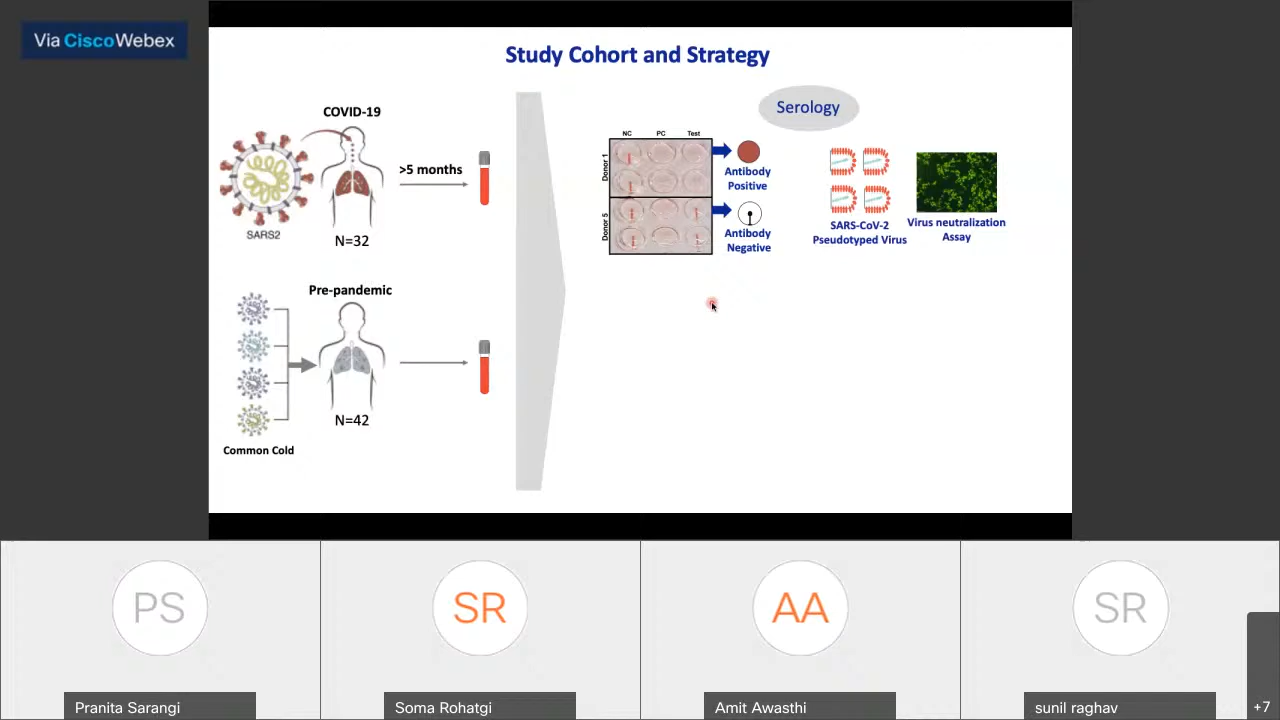 Via Cisco Webex
Study Cohort and Strategy
COVID-19
SARS2
>5 months
N=32
Pre-pandemic
N=42
Common Cold
Serology
NC PC Test
Donor 1
Donor 5
Antibody
Positive
Antibody
Negative
SARS-CoV-2
Pseudotyped Virus
Virus neutralization
Assay
PS
Pranita Sarangi
SR
Soma Rohatgi
AA
Amit Awasthi
SR
sunil raghav
+7